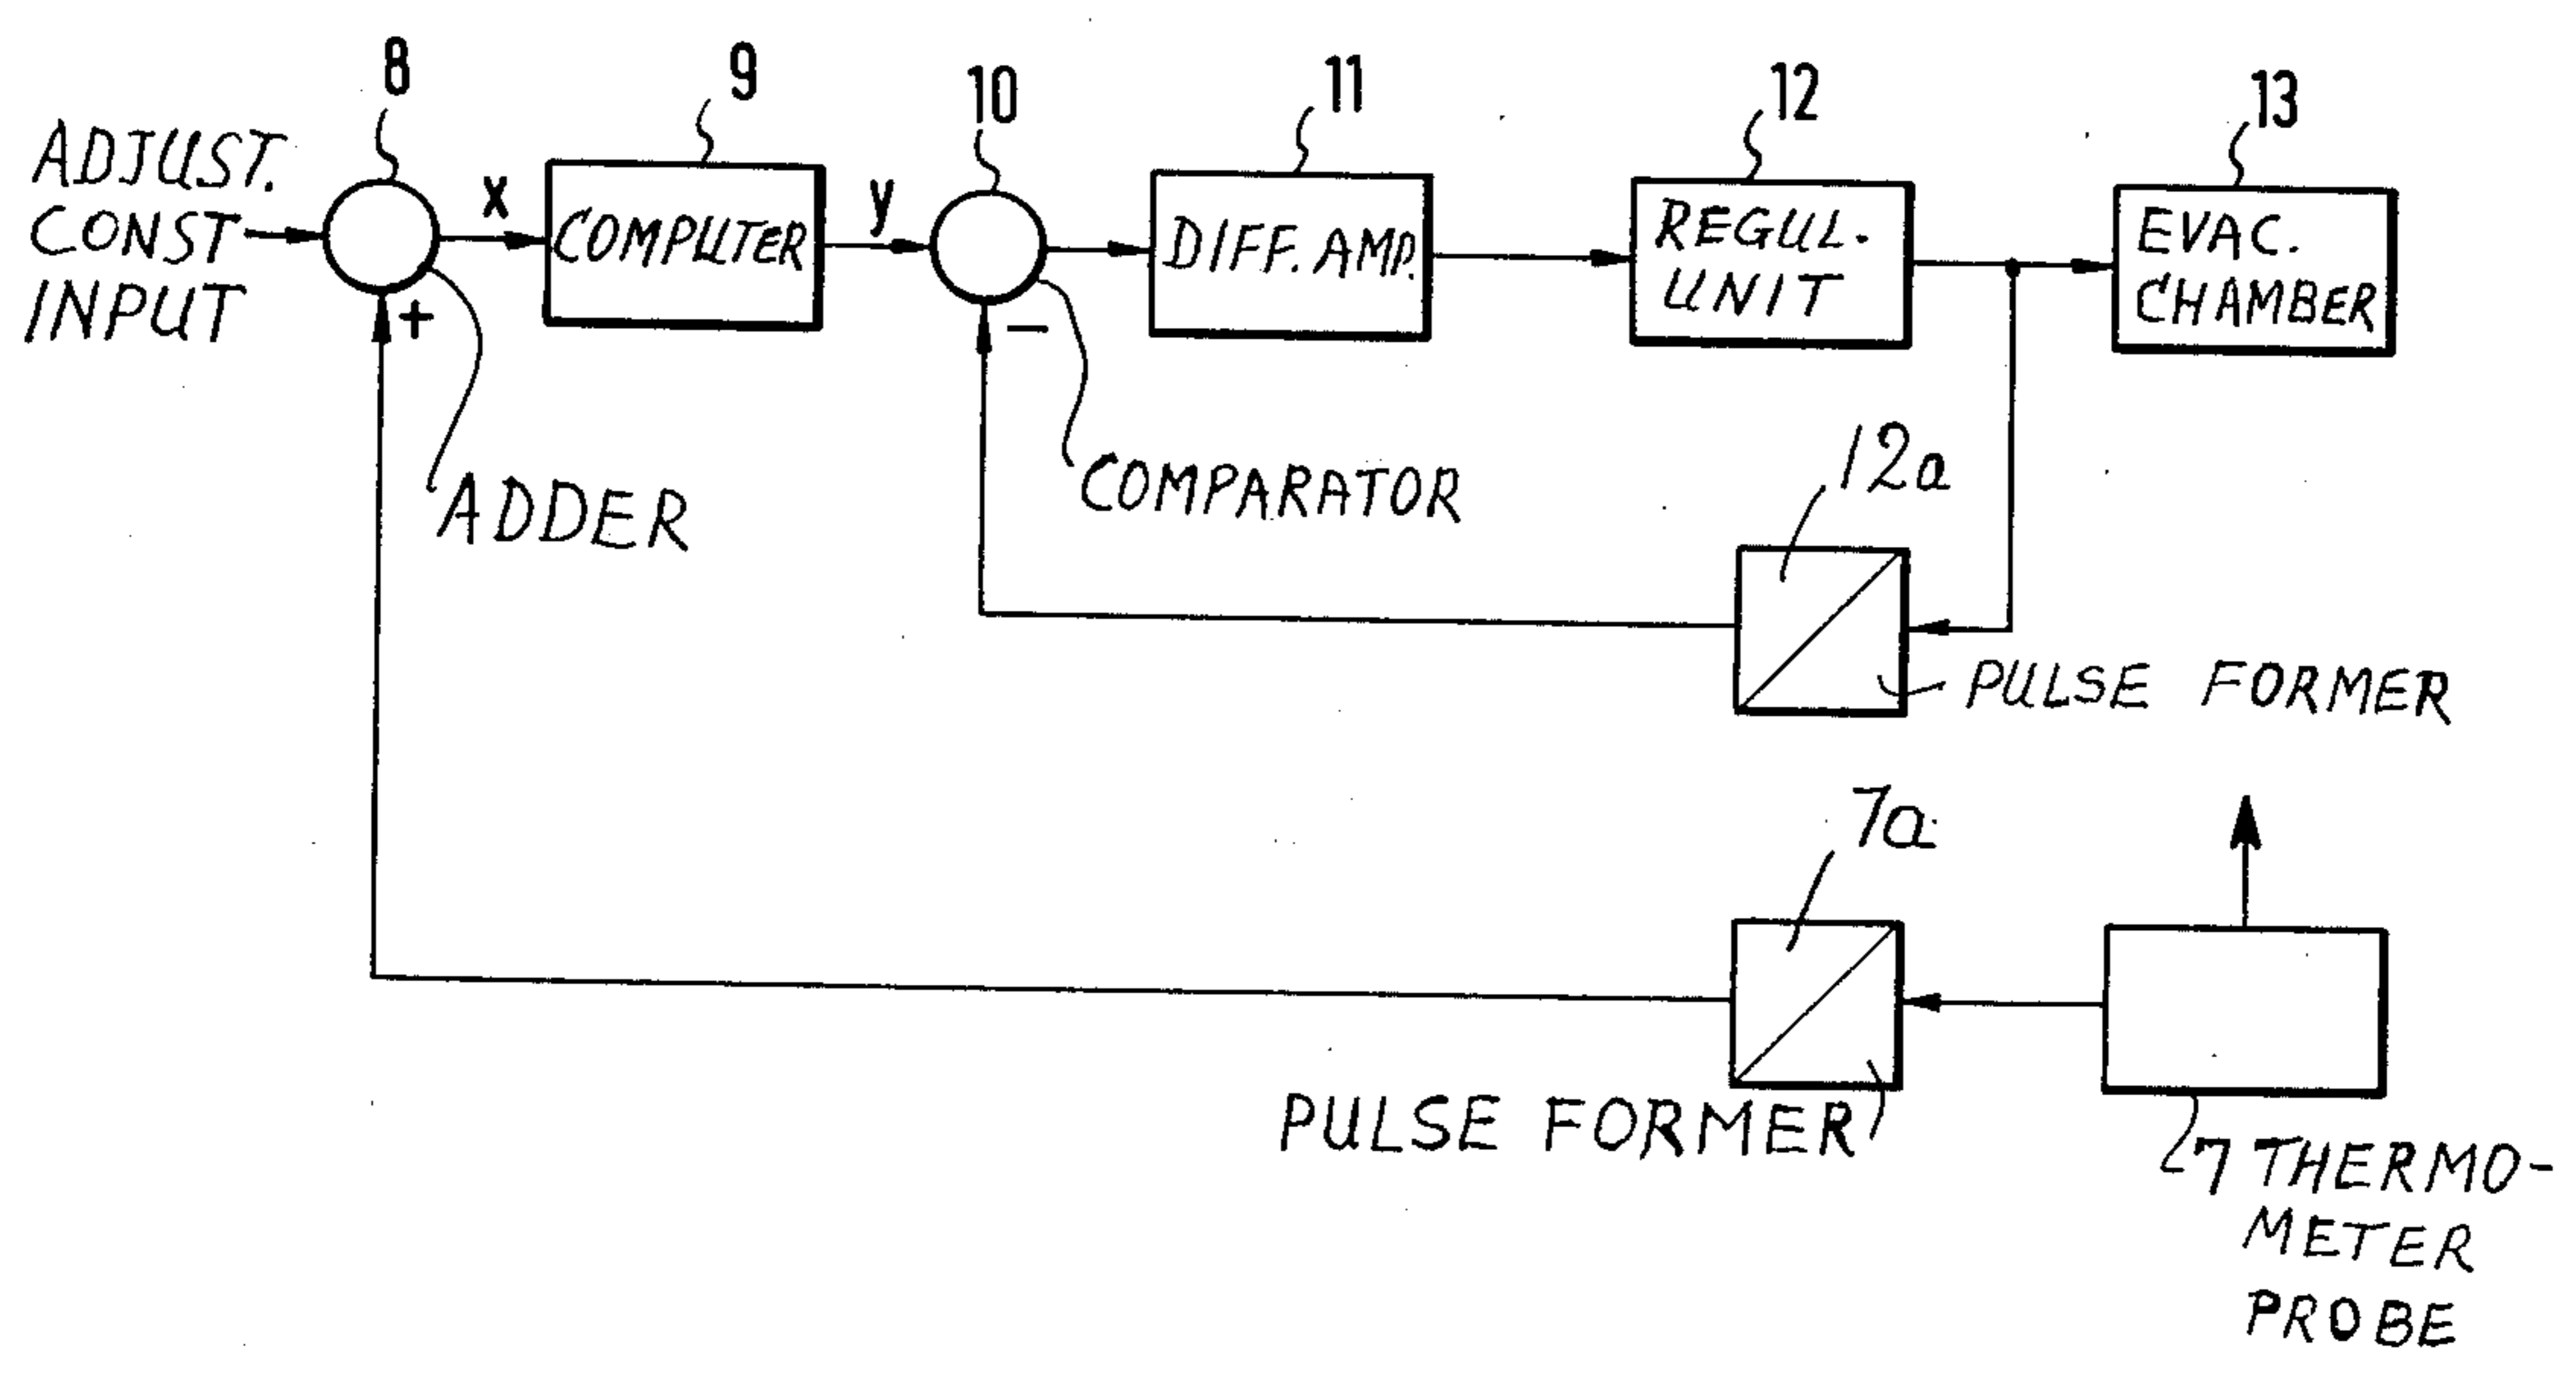 8
9
10
11
12
13
ADJUST.
CONST
INPUT
x
COMPUTER
y
DIFF. AMP.
REGUL.
UNIT
EVAC.
CHAMBER
+
−
ADDER
COMPARATOR
12a
PULSE FORMER
7a
PULSE FORMER
7 THERMO-
METER
PROBE